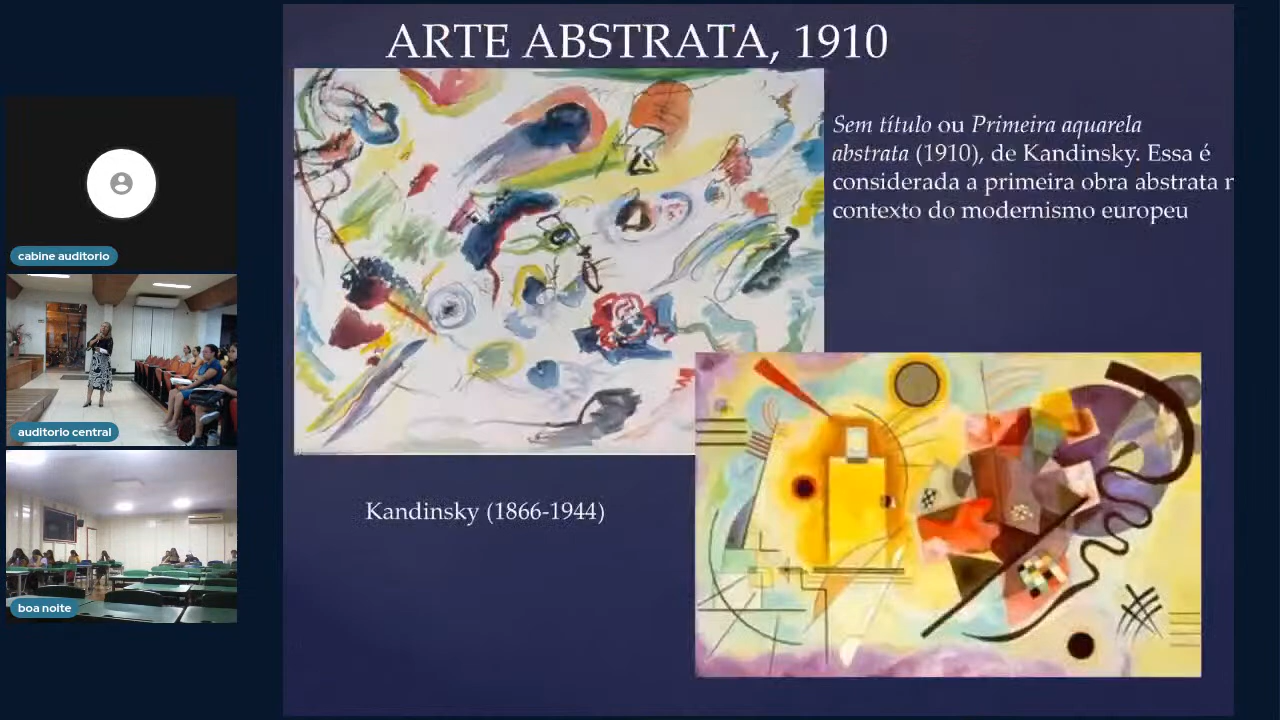 ARTE ABSTRATA, 1910
Sem título ou Primeira aquarela
abstrata (1910), de Kandinsky. Essa é
considerada a primeira obra abstrata
contexto do modernismo europeu
Kandinsky (1866-1944)
cabine auditorio
auditorio central
boa noite